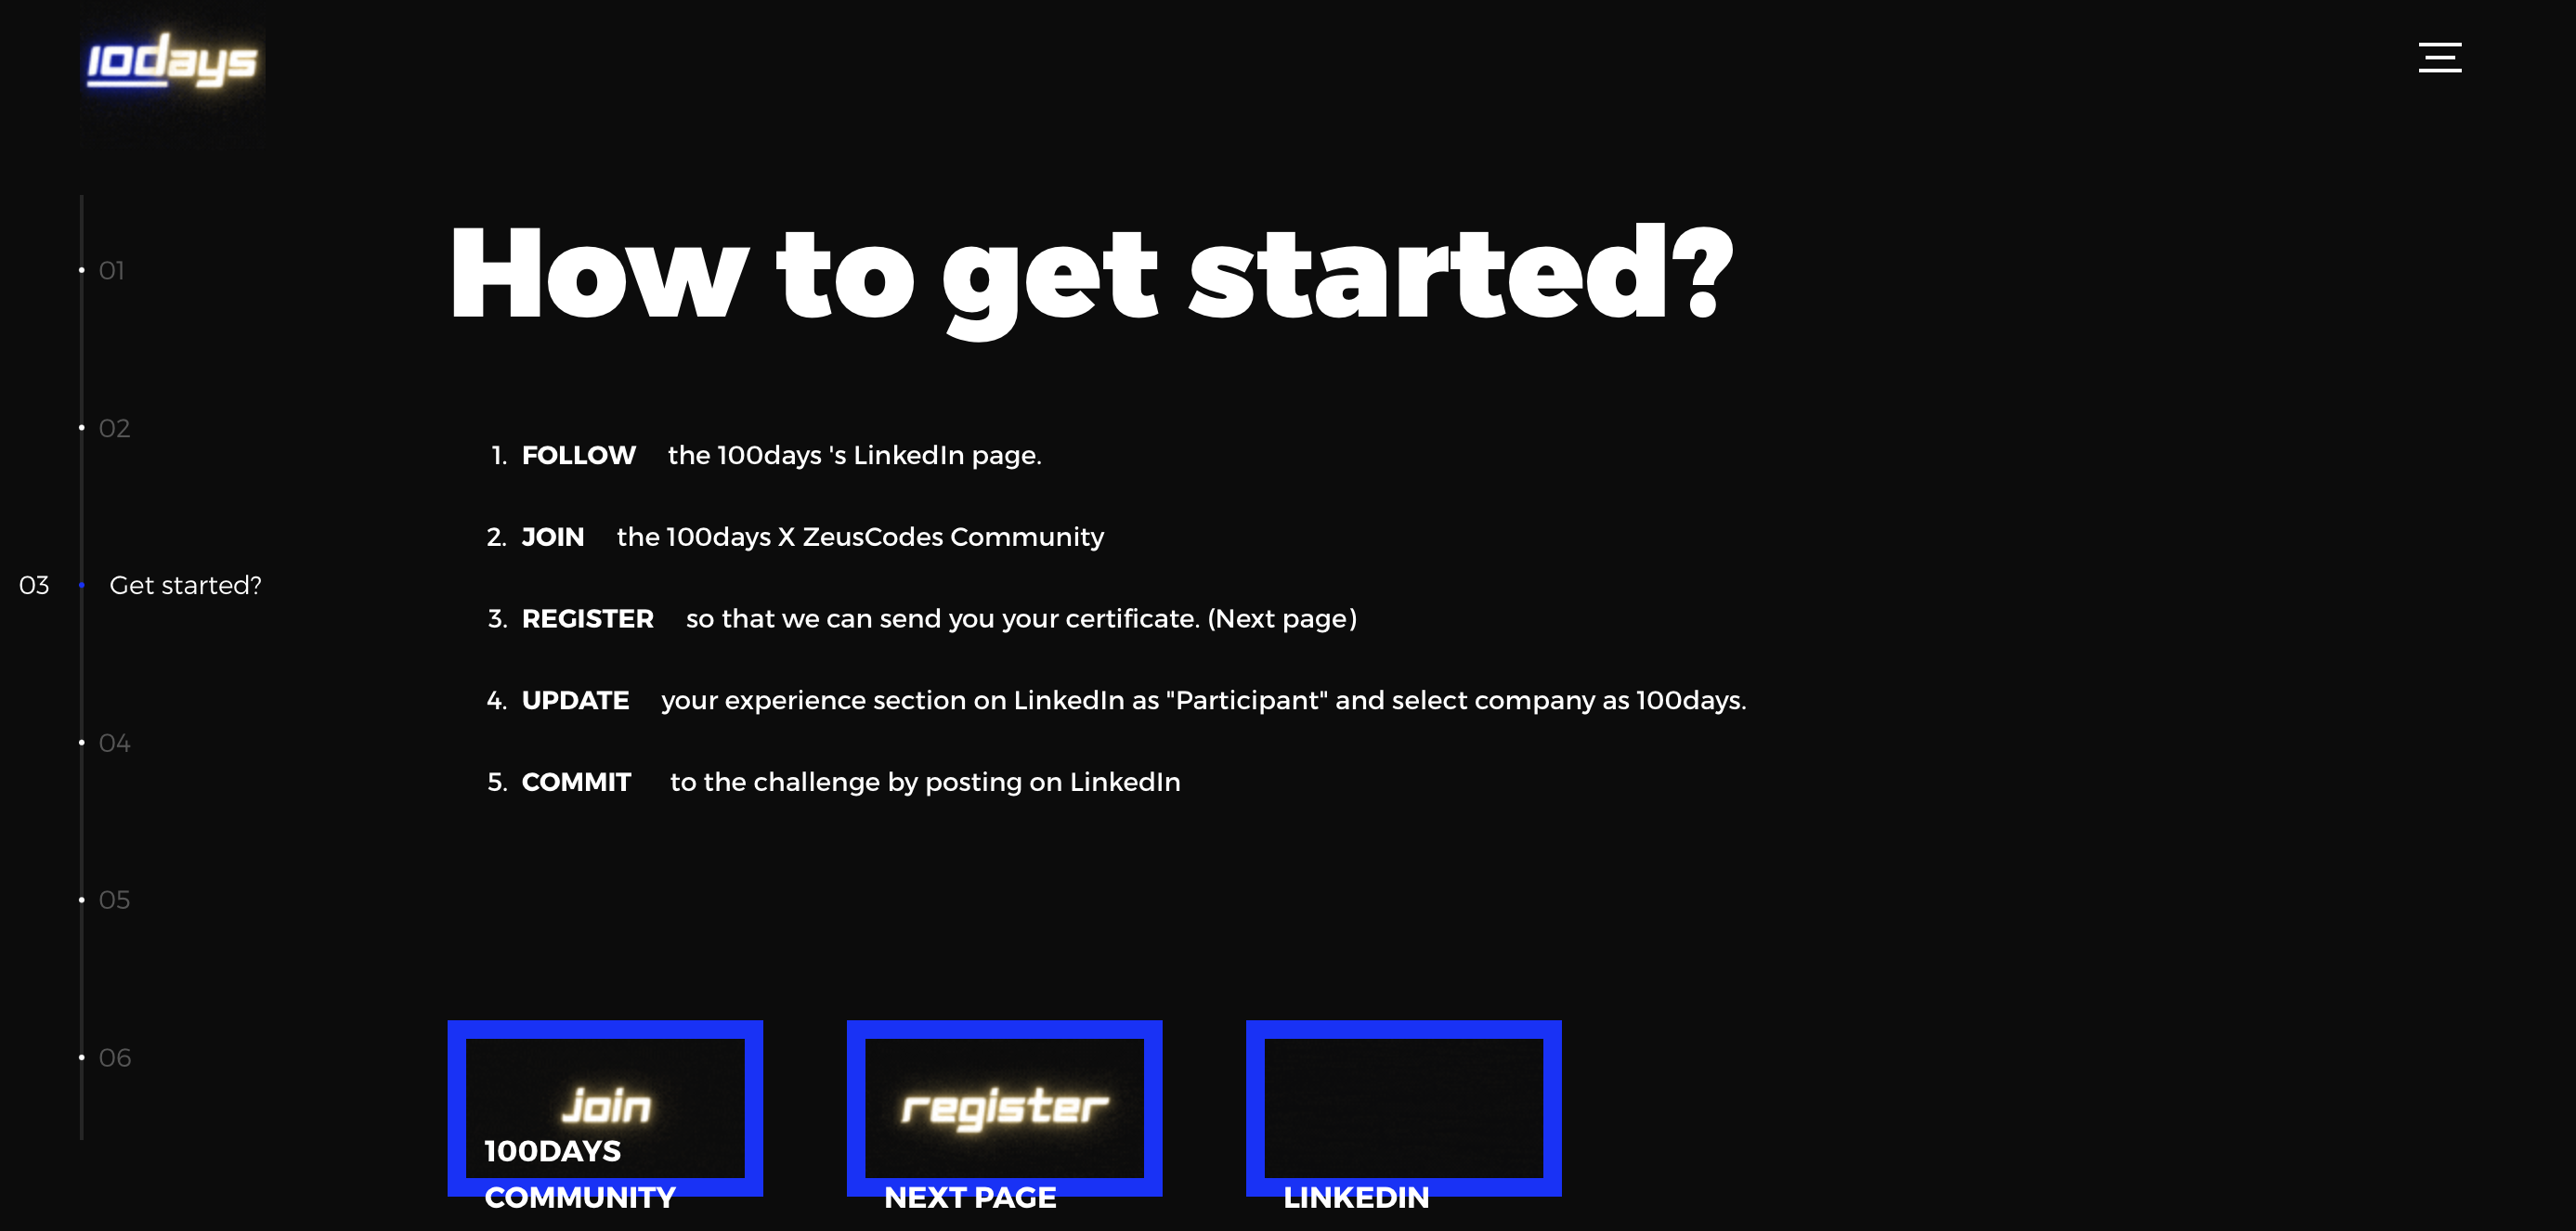 10days
How to get started?
01
02
03 Get started?
04
05
06
1. FOLLOW the 100days 's LinkedIn page.
2. JOIN the 100days X ZeusCodes Community
3. REGISTER so that we can send you your certificate. (Next page)
4. UPDATE your experience section on LinkedIn as "Participant" and select company as 100days.
5. COMMIT to the challenge by posting on LinkedIn
join
100DAYS
COMMUNITY
register
NEXT PAGE
LINKEDIN